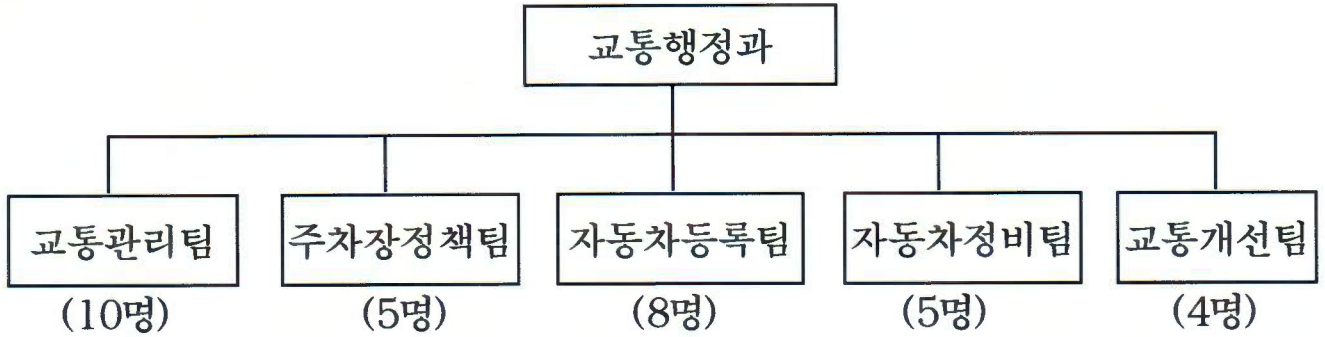 교통행정과
교통관리팀 주차장정책팀 자동차등록팀 자동차정비팀 교통개선팀
(10명) (5명) (8명) (5명) (4명)